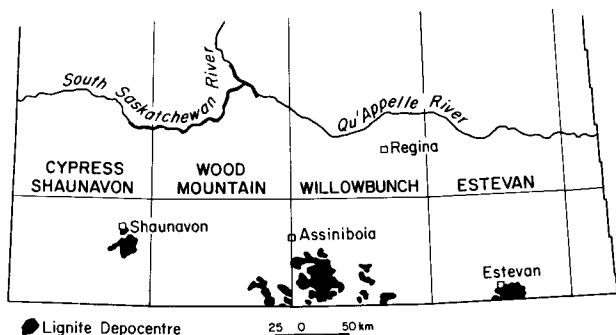 South Saskatchewan River
Qu'Appelle River
Regina
CYPRESS
SHAUNAVON
WOOD
MOUNTAIN
WILLOWBUNCH
ESTEVAN
Shaunavon
Assiniboia
Estevan
Lignite Depocentre
25 0 50 km